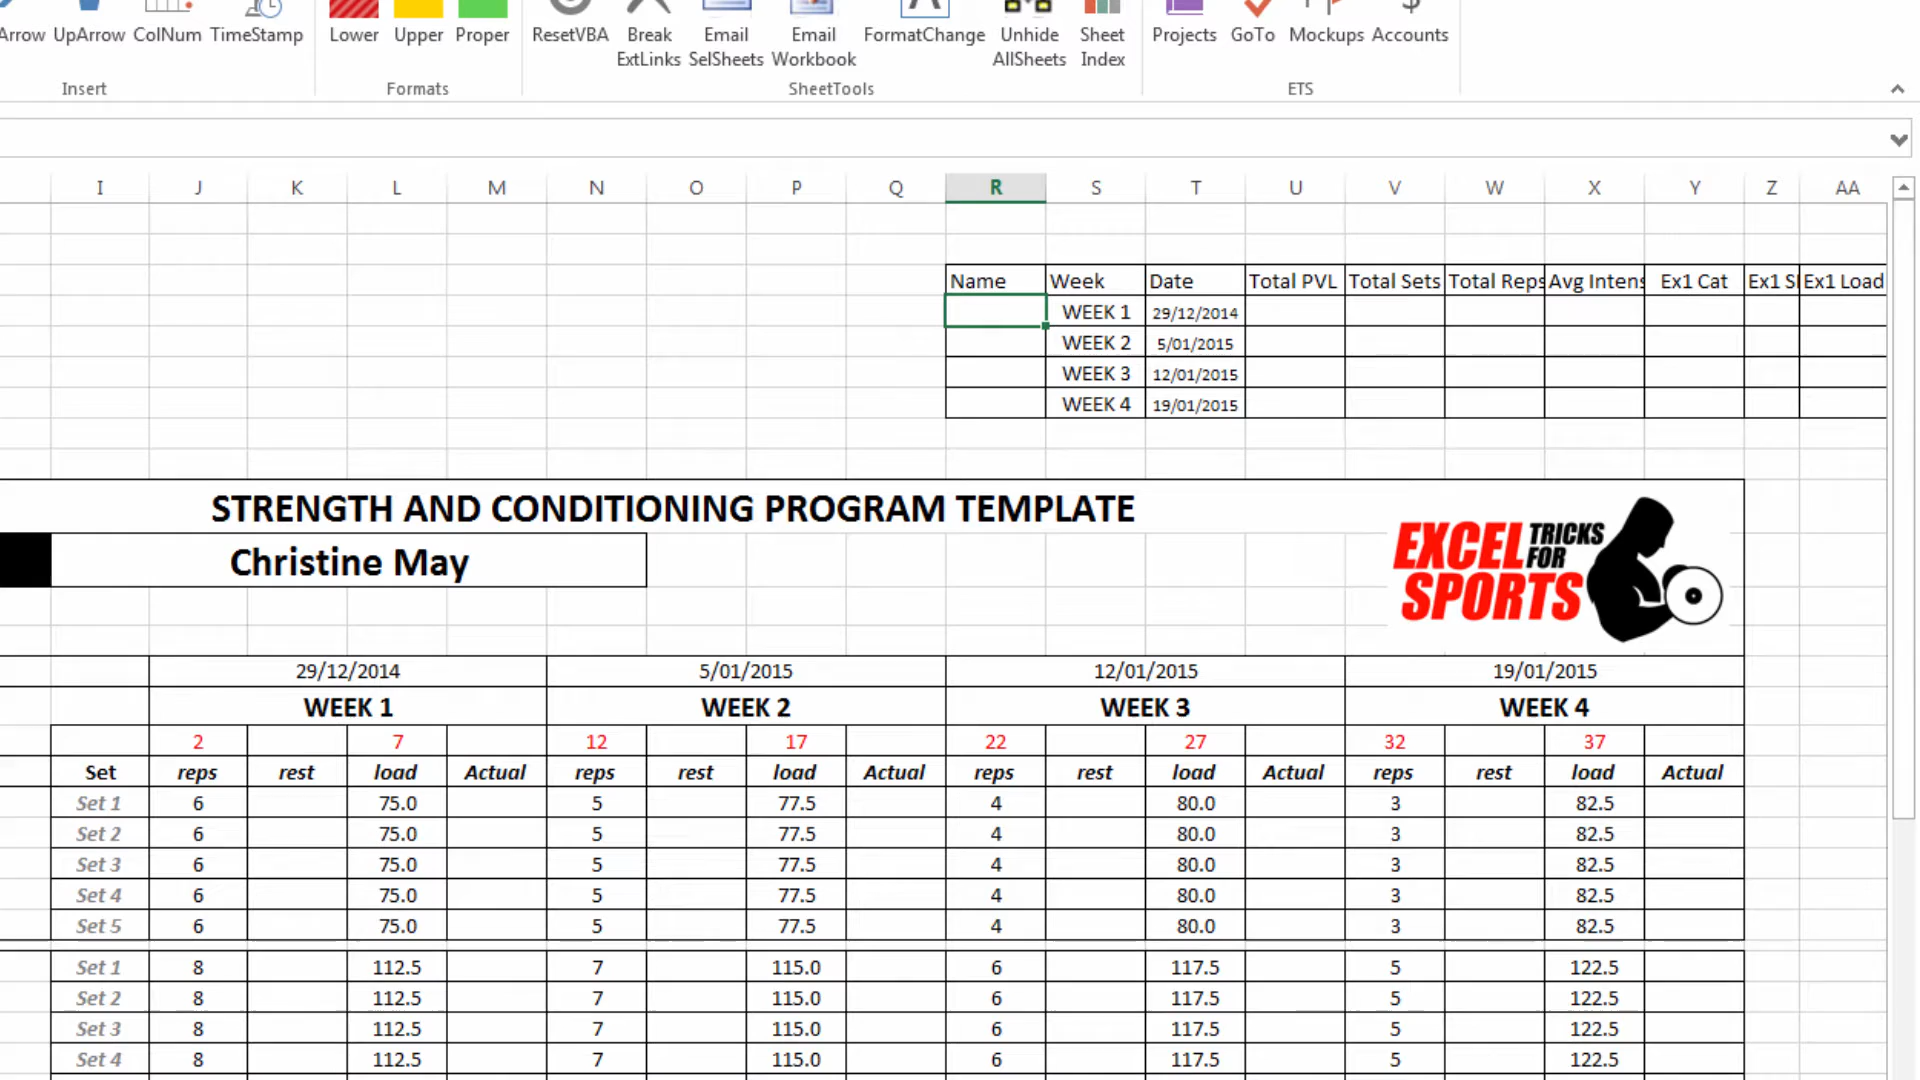 Arrow UpArrow ColNum TimeStamp Lower Upper Proper ResetVBA Break Email Email FormatChange Unhide Sheet Projects GoTo Mockups Accounts
ExtLinks SelSheets Workbook AllSheets Index
Insert Formats SheetTools ETS
I J K L M N O P Q R S T U V W X Y Z AA
Name Week Date Total PVL Total Sets Total Reps Avg Intens Ex1 Cat Ex1 Ex1 Load
WEEK 1 29/12/2014
WEEK 2 5/01/2015
WEEK 3 12/01/2015
WEEK 4 19/01/2015
STRENGTH AND CONDITIONING PROGRAM TEMPLATE
EXCEL TRICKS FOR SPORTS
Christine May
29/12/2014 5/01/2015 12/01/2015 19/01/2015
WEEK 1 WEEK 2 WEEK 3 WEEK 4
2 7 12 17 22 27 32 37
Set reps rest load Actual reps rest load Actual reps rest load Actual reps rest load Actual
Set 1 6 75.0 5 77.5 4 80.0 3 82.5
Set 2 6 75.0 5 77.5 4 80.0 3 82.5
Set 3 6 75.0 5 77.5 4 80.0 3 82.5
Set 4 6 75.0 5 77.5 4 80.0 3 82.5
Set 5 6 75.0 5 77.5 4 80.0 3 82.5
Set 1 8 112.5 7 115.0 6 117.5 5 122.5
Set 2 8 112.5 7 115.0 6 117.5 5 122.5
Set 3 8 112.5 7 115.0 6 117.5 5 122.5
Set 4 8 112.5 7 115.0 6 117.5 5 122.5